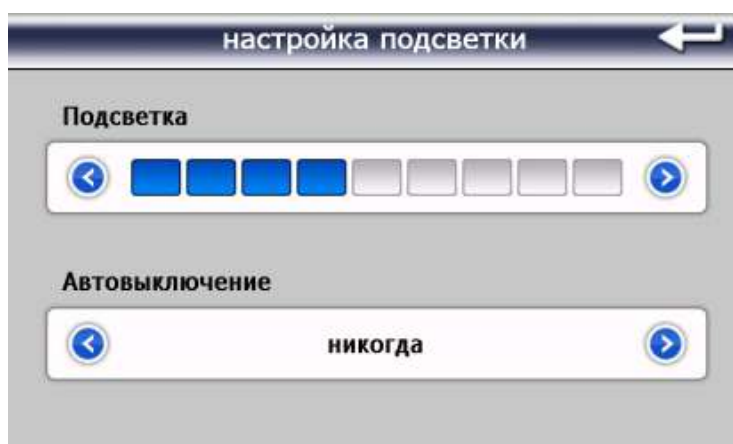 настройка подсветки
Подсветка
Автовыключение
никогда